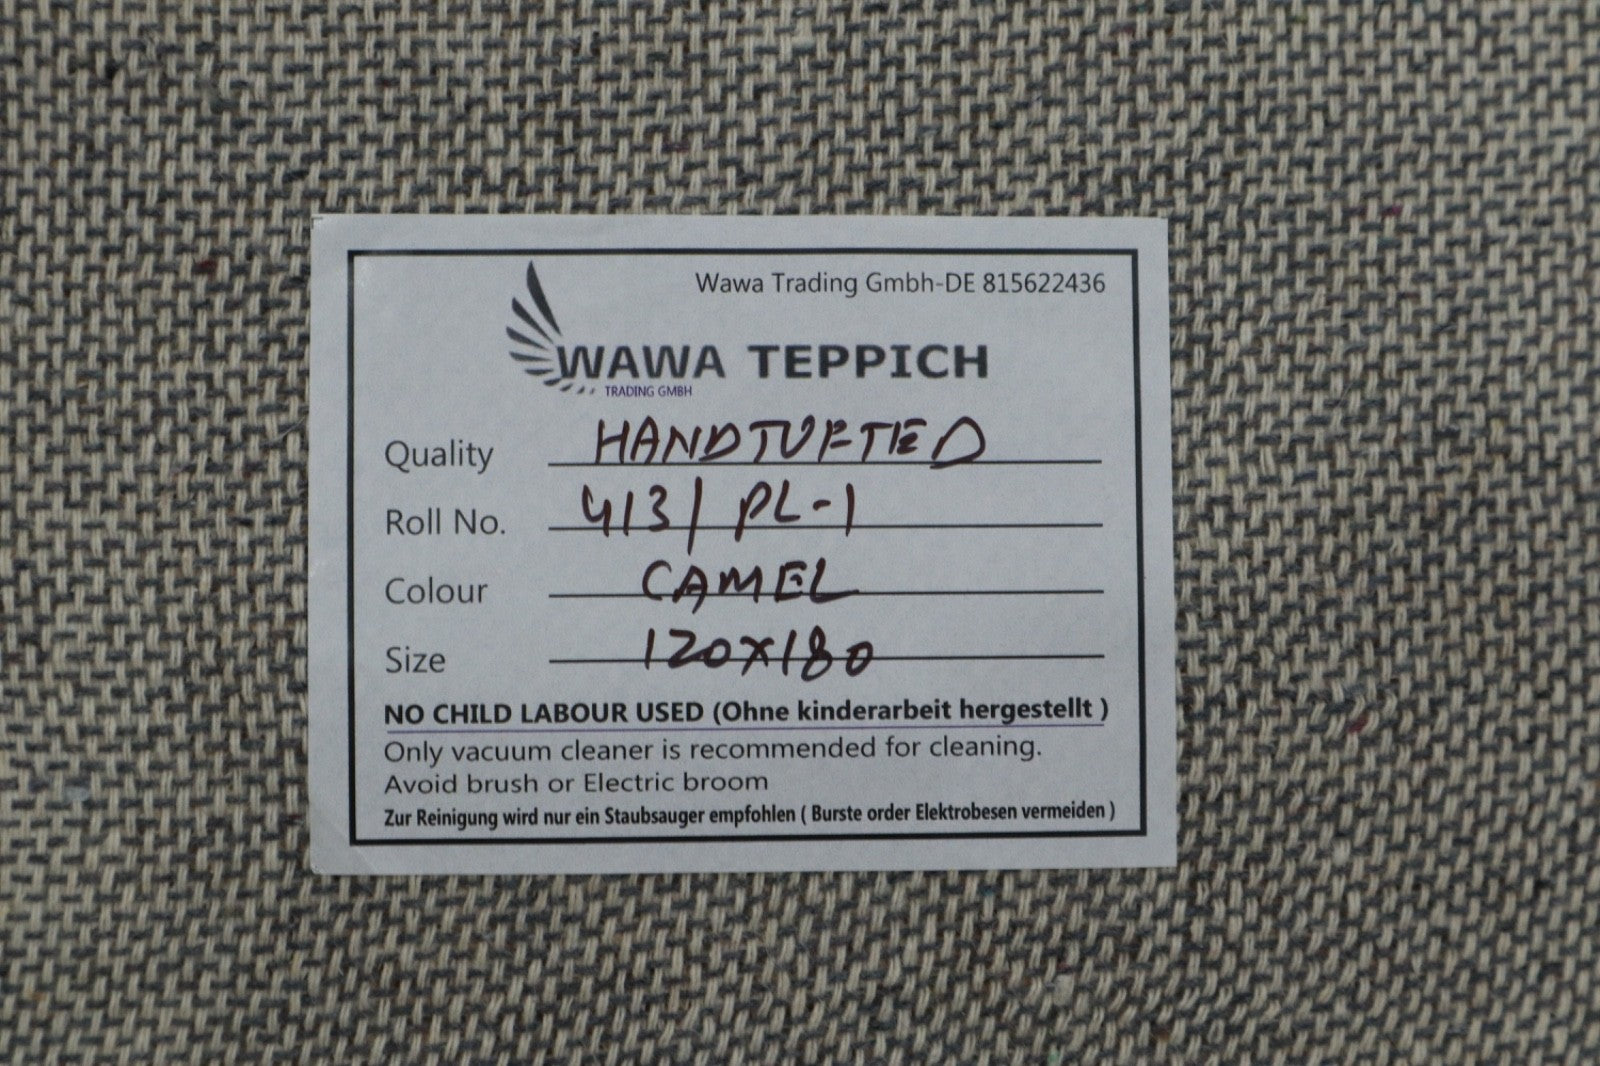 Wawa Trading Gmbh-DE 815622436
WAWA TEPPICH
TRADING GMBH
Quality HANDTUFTED
Roll No. 413/ PL-1
Colour CAMEL
Size 120X180
NO CHILD LABOUR USED (Ohne kinderarbeit hergestellt )
Only vacuum cleaner is recommended for cleaning.
Avoid brush or Electric broom
Zur Reinigung wird nur ein Staubsauger empfohlen ( Burste order Elektrobesen vermeiden )